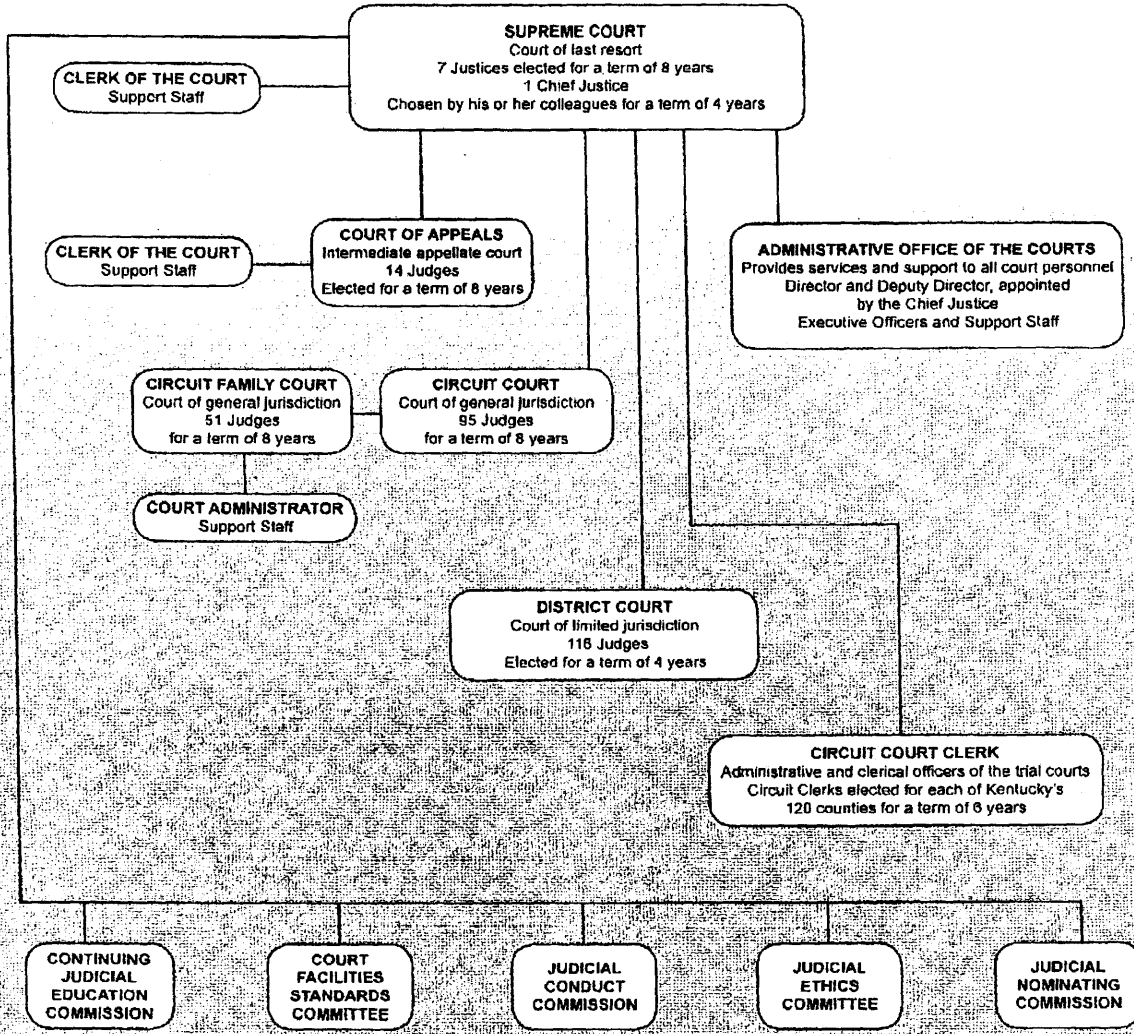 SUPREME COURT
Court of last resort
7 Justices elected for a term of 8 years
1 Chief Justice
Chosen by his or her colleagues for a term of 4 years
CLERK OF THE COURT
Support Staff
COURT OF APPEALS
Intermediate appellate court
14 Judges
Elected for a term of 8 years
CLERK OF THE COURT
Support Staff
ADMINISTRATIVE OFFICE OF THE COURTS
Provides services and support to all court personnel
Director and Deputy Director, appointed
by the Chief Justice
Executive Officers and Support Staff
CIRCUIT FAMILY COURT
Court of general jurisdiction
51 Judges
for a term of 8 years
CIRCUIT COURT
Court of general jurisdiction
95 Judges
for a term of 8 years
COURT ADMINISTRATOR
Support Staff
DISTRICT COURT
Court of limited jurisdiction
116 Judges
Elected for a term of 4 years
CIRCUIT COURT CLERK
Administrative and clerical officers of the trial courts
Circuit Clerks elected for each of Kentucky's
120 counties for a term of 6 years
CONTINUING
JUDICIAL
EDUCATION
COMMISSION
COURT
FACILITIES
STANDARDS
COMMITTEE
JUDICIAL
CONDUCT
COMMISSION
JUDICIAL
ETHICS
COMMITTEE
JUDICIAL
NOMINATING
COMMISSION